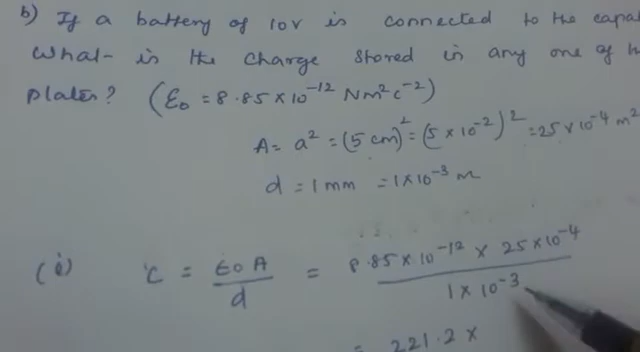 b) If a battery of 10V is connected to the
What is the charge stored in any one of
plates? (ε₀ = 8.85 × 10⁻¹² Nm²c⁻²)
A = a² = (5 cm)² = (5 × 10⁻²)² = 25 × 10⁻⁴ m²
d = 1 mm = 1 × 10⁻³ m
(i) C = ε₀ A / d = 8.85 × 10⁻¹² × 25 × 10⁻⁴ / 1 × 10⁻³
= 221.2 ×